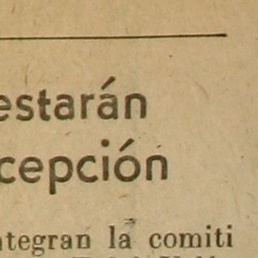 estarán
cepción
ntegran la comiti